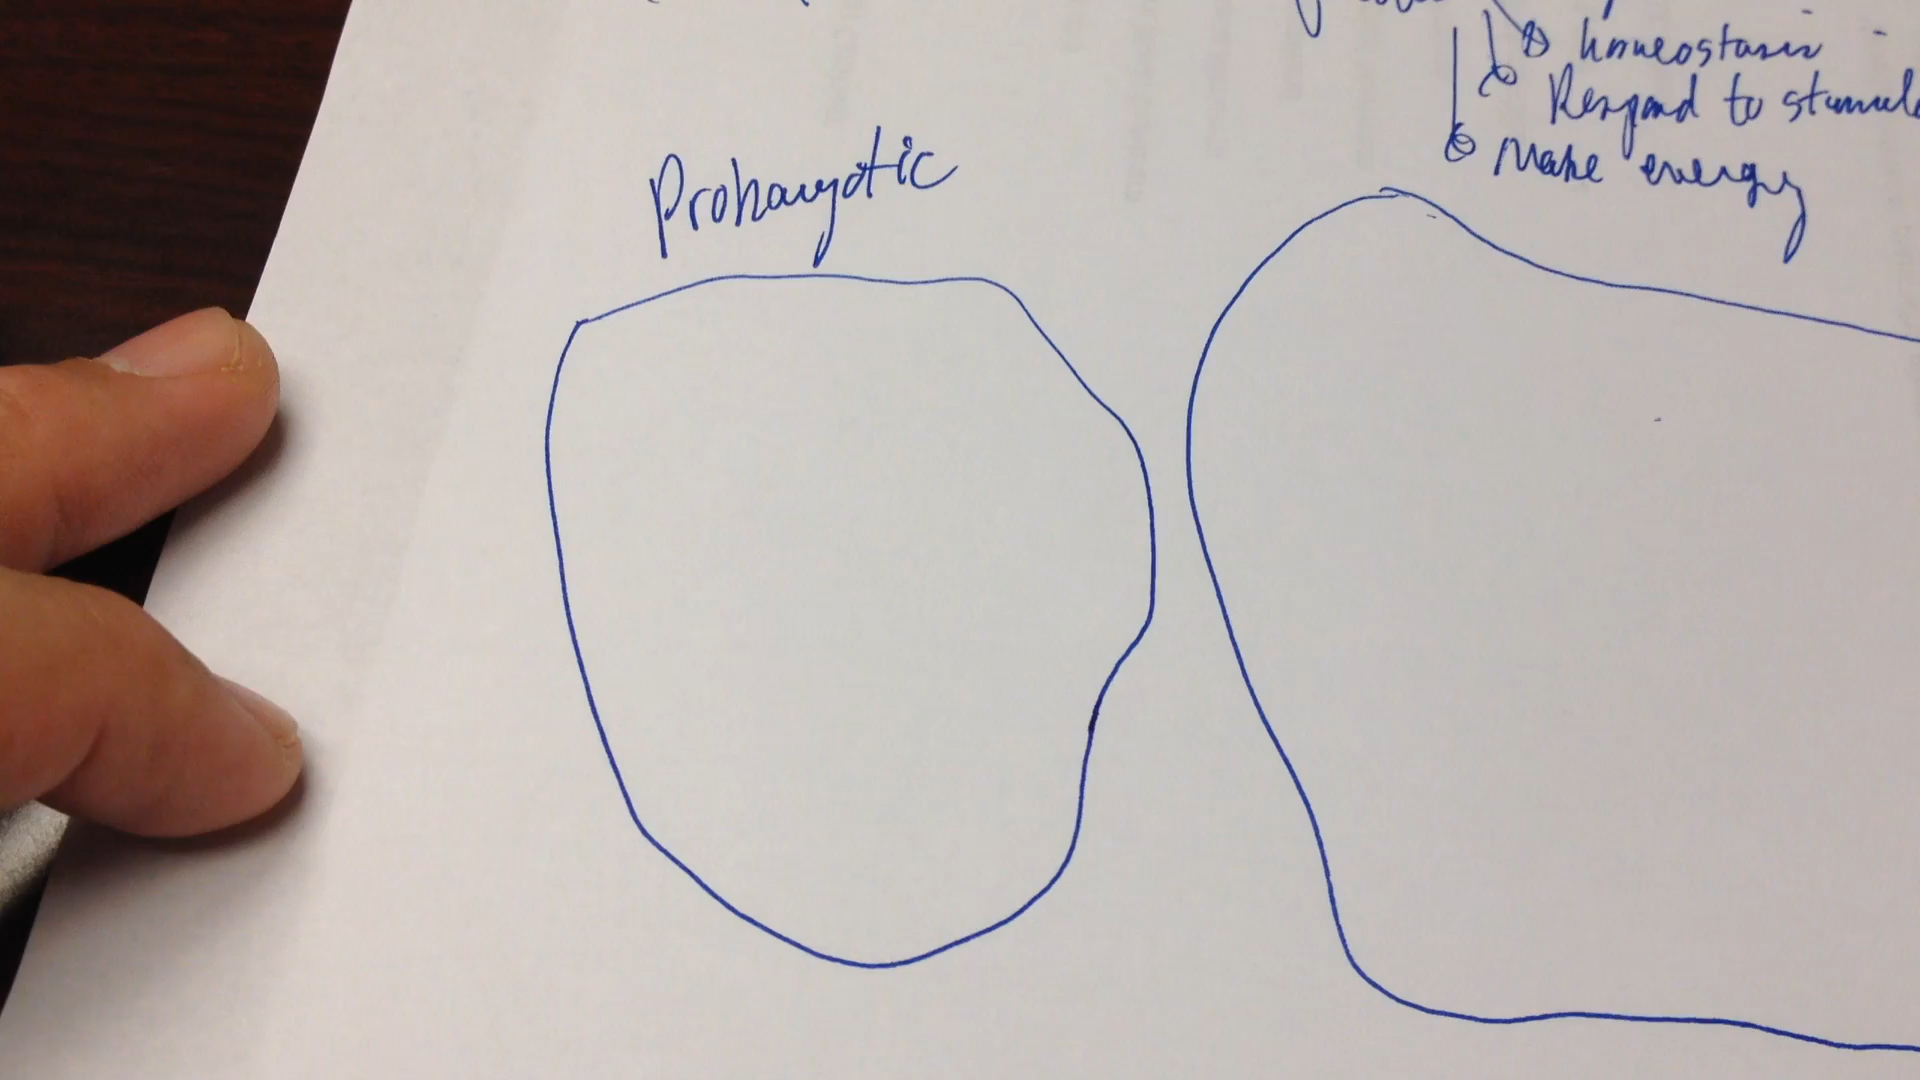 homeostasis
Respond to stimul
Make energy
Prokaryotic